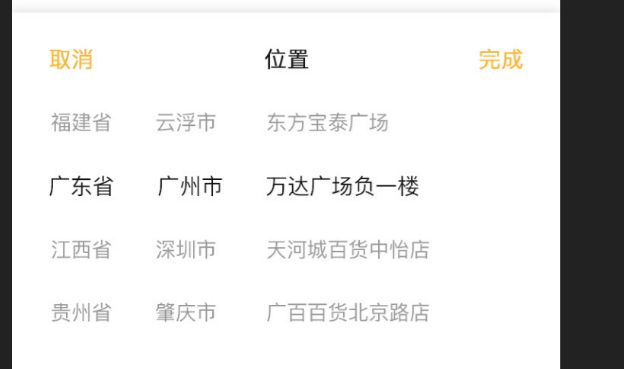 取消 位置 完成
福建省 云浮市 东方宝泰广场
广东省 广州市 万达广场负一楼
江西省 深圳市 天河城百货中怡店
贵州省 肇庆市 广百百货北京路店